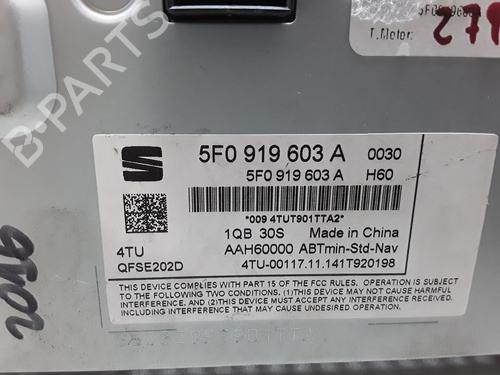 5F0919603A
T.Motor:
271
B-PARTS
5F0 919 603 A 0030
5F0 919 603 A H60
*009 4TUT901TTA2*
1QB 30S Made in China
4TU AAH60000 ABTmin-Std-Nav
QFSE202D 4TU-00117.11.141T920198
THIS DEVICE COMPLIES WITH PART 15 OF THE FCC RULES. OPERATION IS SUBJECT
TO THE FOLLOWING TWO CONDITIONS.(1)THIS DEVICE MAY NOT CAUSE HARMFUL
INTERFERENCE, AND(2)THIS DEVICE MUST ACCEPT ANY INTERFERENCE RECEIVED,
INCLUDING INTERFERENCE THAT MAY CAUSE UNDESIRED OPERATION